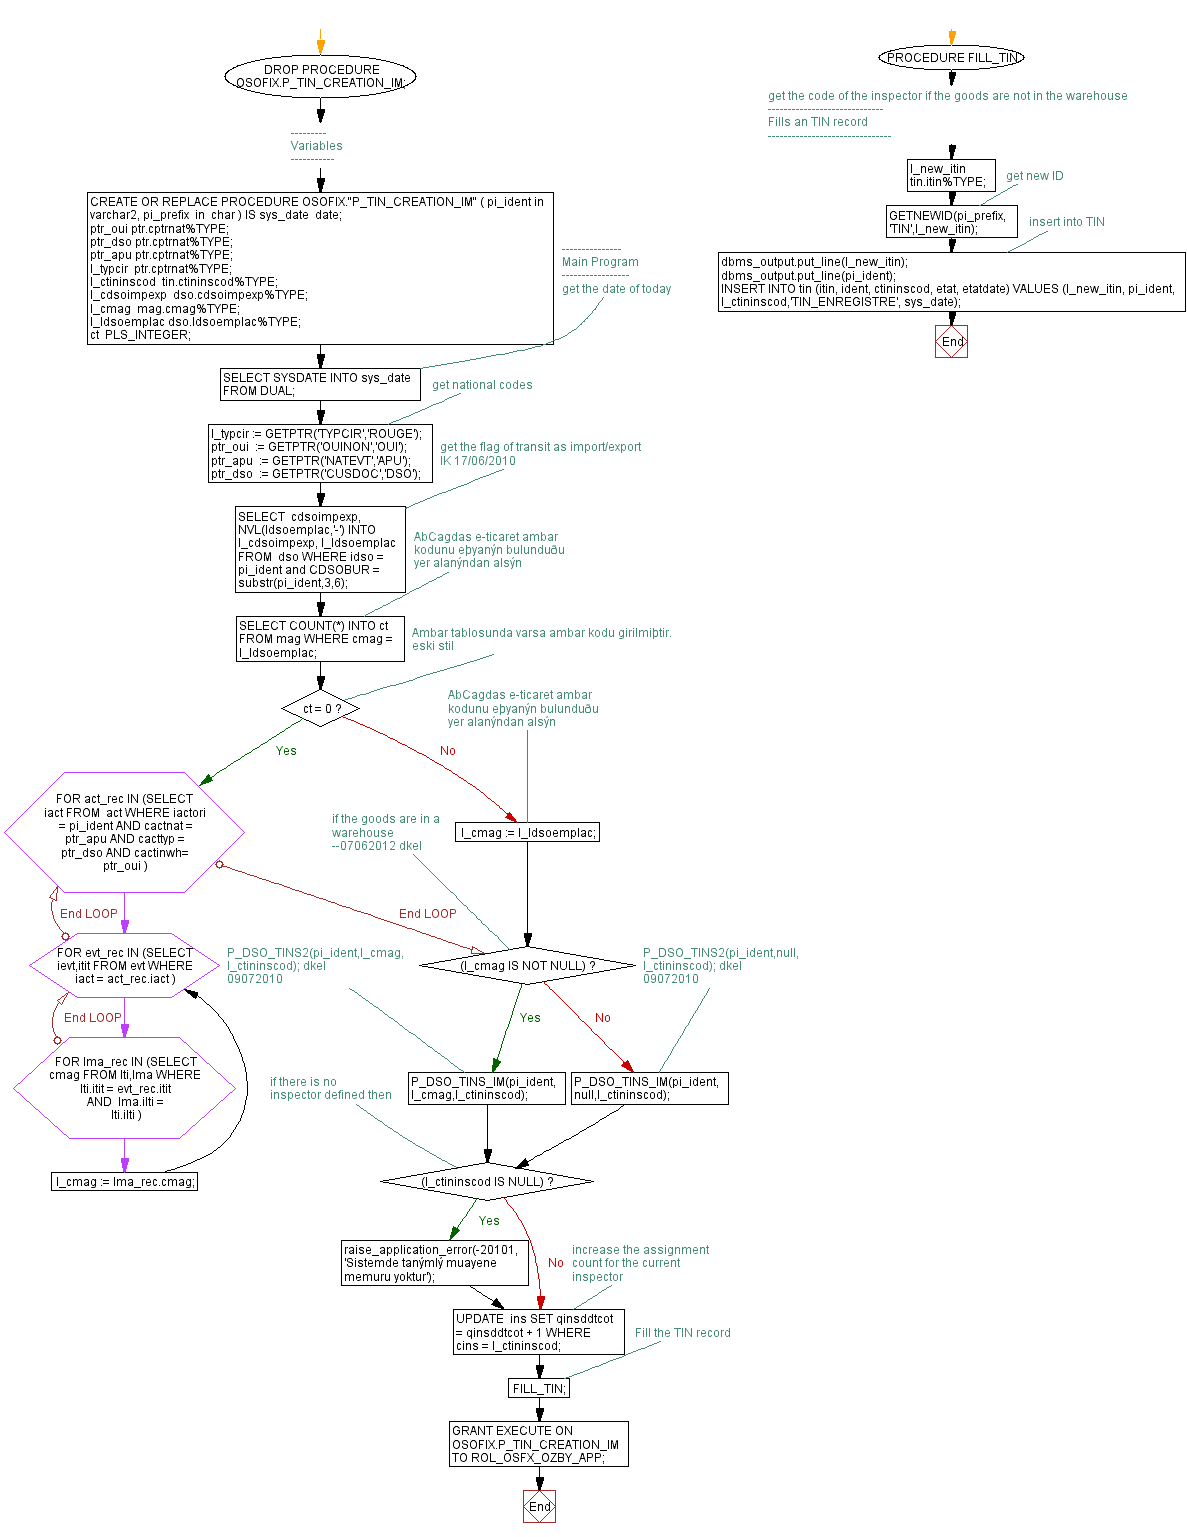 DROP PROCEDURE
OSOFIX.P_TIN_CREATION_IM;
---------
Variables
-----------
CREATE OR REPLACE PROCEDURE OSOFIX."P_TIN_CREATION_IM" ( pi_ident in
varchar2, pi_prefix in char ) IS sys_date date;
ptr_oui ptr.cptrnat%TYPE;
ptr_dso ptr.cptrnat%TYPE;
ptr_apu ptr.cptrnat%TYPE;
l_typcir ptr.cptrnat%TYPE;
l_ctininscod tin.ctininscod%TYPE;
l_cdsoimpexp dso.cdsoimpexp%TYPE;
l_cmag mag.cmag%TYPE;
l_ldsoemplac dso.ldsoemplac%TYPE;
ct PLS_INTEGER;
---------------
Main Program
-----------------
get the date of today
SELECT SYSDATE INTO sys_date
FROM DUAL;
get national codes
l_typcir := GETPTR('TYPCIR','ROUGE');
ptr_oui := GETPTR('OUINON','OUI');
ptr_apu := GETPTR('NATEVT','APU');
ptr_dso := GETPTR('CUSDOC','DSO');
get the flag of transit as import/export
IK 17/06/2010
SELECT cdsoimpexp,
NVL(ldsoemplac,'-') INTO
l_cdsoimpexp, l_ldsoemplac
FROM dso WHERE idso =
pi_ident and CDSOBUR =
substr(pi_ident,3,6);
AbCagdas e-ticaret ambar
kodunu eþyanýn bulunduðu
yer alanýndan alsýn
SELECT COUNT(*) INTO ct
FROM mag WHERE cmag =
l_ldsoemplac;
Ambar tablosunda varsa ambar kodu girilmiþtir.
eski stil
ct = 0 ?
AbCagdas e-ticaret ambar
kodunu eþyanýn bulunduðu
yer alanýndan alsýn
Yes
No
FOR act_rec IN (SELECT
iact FROM act WHERE iactori
= pi_ident AND cactnat =
ptr_apu AND cacttyp =
ptr_dso AND cactinwh=
ptr_oui )
if the goods are in a
warehouse
--07062012 dkel
l_cmag := l_ldsoemplac;
End LOOP
End LOOP
FOR evt_rec IN (SELECT
ievt,itit FROM evt WHERE
iact = act_rec.iact )
P_DSO_TINS2(pi_ident,l_cmag,
l_ctininscod); dkel
09072010
(l_cmag IS NOT NULL) ?
P_DSO_TINS2(pi_ident,null,
l_ctininscod); dkel
09072010
End LOOP
Yes
No
FOR lma_rec IN (SELECT
cmag FROM lti,lma WHERE
lti.itit = evt_rec.itit
AND lma.ilti =
lti.ilti )
if there is no
inspector defined then
P_DSO_TINS_IM(pi_ident,
l_cmag,l_ctininscod);
P_DSO_TINS_IM(pi_ident,
null,l_ctininscod);
l_cmag := lma_rec.cmag;
(l_ctininscod IS NULL) ?
Yes
No
raise_application_error(-20101,
'Sistemde tanýmlý muayene
memuru yoktur');
increase the assignment
count for the current
inspector
UPDATE ins SET qinsddtcot
= qinsddtcot + 1 WHERE
cins = l_ctininscod;
Fill the TIN record
FILL_TIN;
GRANT EXECUTE ON
OSOFIX.P_TIN_CREATION_IM
TO ROL_OSFX_OZBY_APP;
End
PROCEDURE FILL_TIN
get the code of the inspector if the goods are not in the warehouse
-----------------------------
Fills an TIN record
-------------------------------
l_new_itin
tin.itin%TYPE;
get new ID
GETNEWID(pi_prefix,
'TIN',l_new_itin);
insert into TIN
dbms_output.put_line(l_new_itin);
dbms_output.put_line(pi_ident);
INSERT INTO tin (itin, ident, ctininscod, etat, etatdate) VALUES (l_new_itin, pi_ident,
l_ctininscod,'TIN_ENREGISTRE', sys_date);
End